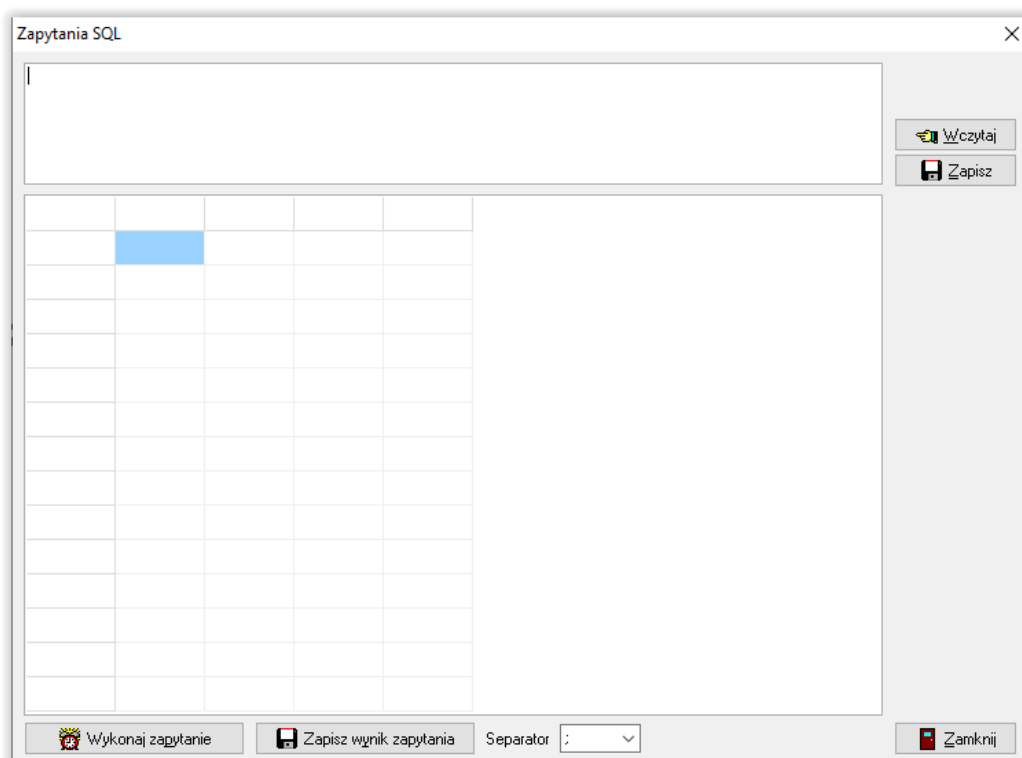 Zapytania SQL
Wczytaj
Zapisz
Wykonaj zapytanie
Zapisz wynik zapytania
Separator ;
Zamknij